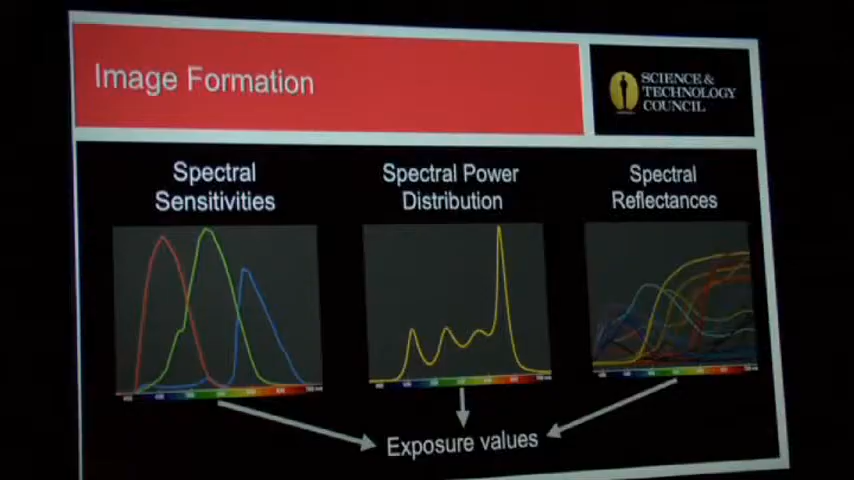 Image Formation
SCIENCE &
TECHNOLOGY
COUNCIL
Spectral
Sensitivities
Spectral Power
Distribution
Spectral
Reflectances
Exposure values